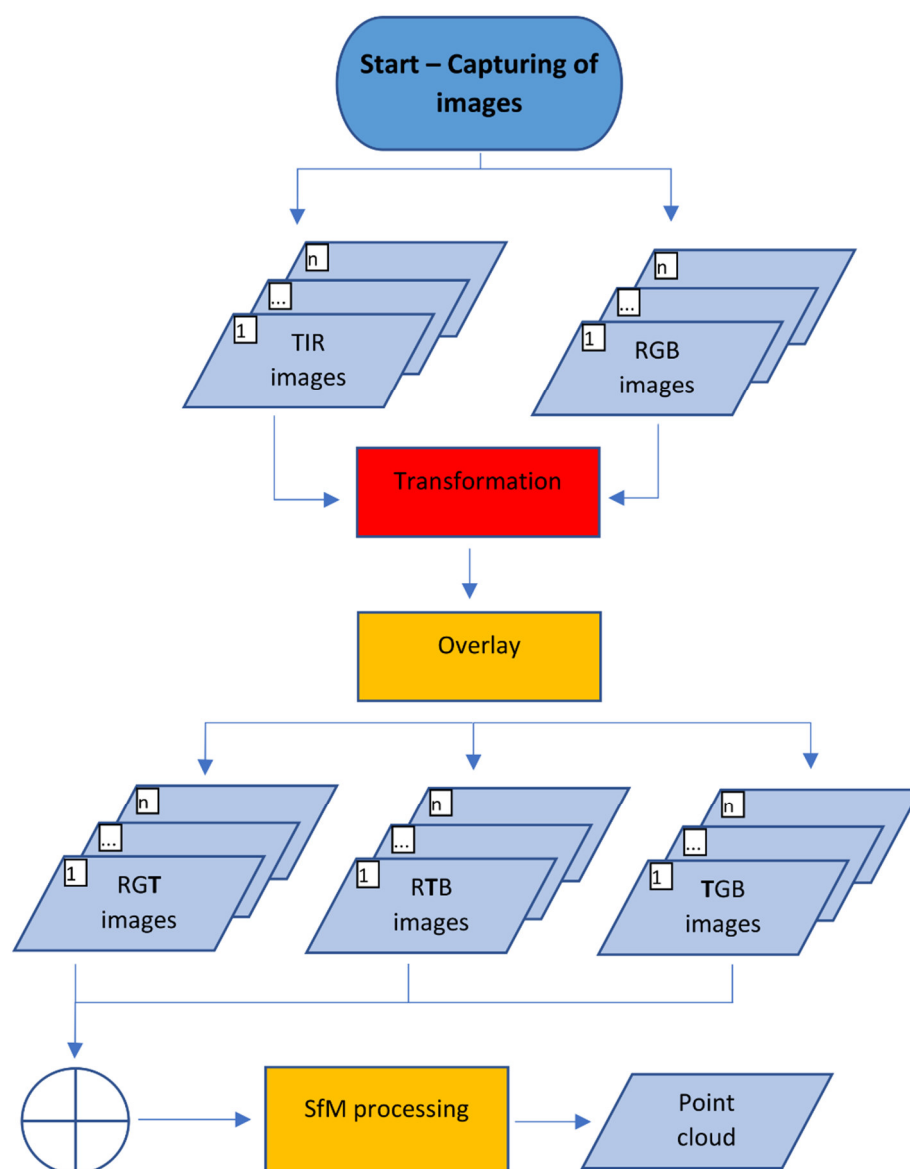 Start – Capturing of
images
n
...
1
TIR
images
n
...
1
RGB
images
Transformation
Overlay
n
...
1
RGT
images
n
...
1
RTB
images
n
...
1
TGB
images
SfM processing
Point
cloud